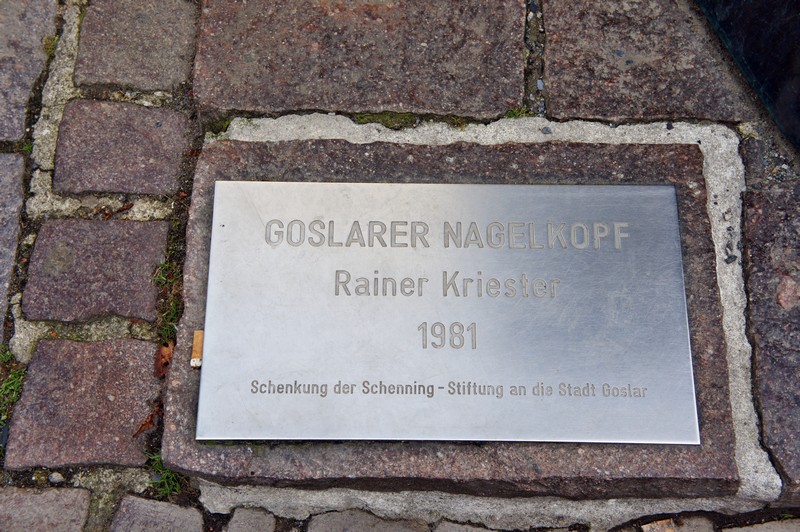 GOSLARER NAGELKOPF
Rainer Kriester
1981
Schenkung der Schenning-Stiftung an die Stadt Goslar